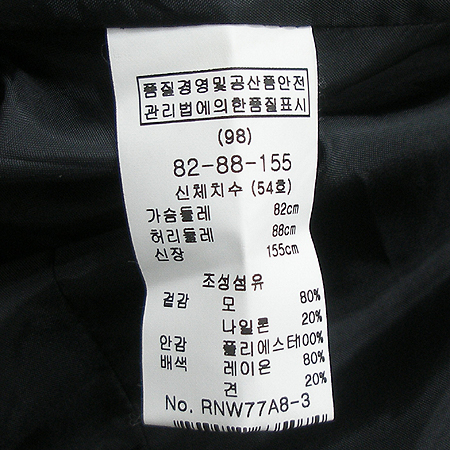 품질경영및공산품안전
관리법에의한품질표시
(98)
82-88-155
신체치수 (54호)
가슴둘레 82cm
허리둘레 88cm
신장 155cm
조성섬유
겉감 모 80%
나일론 20%
안감 폴리에스터100%
배색 레이온 80%
견 20%
No. RNW77A8-3